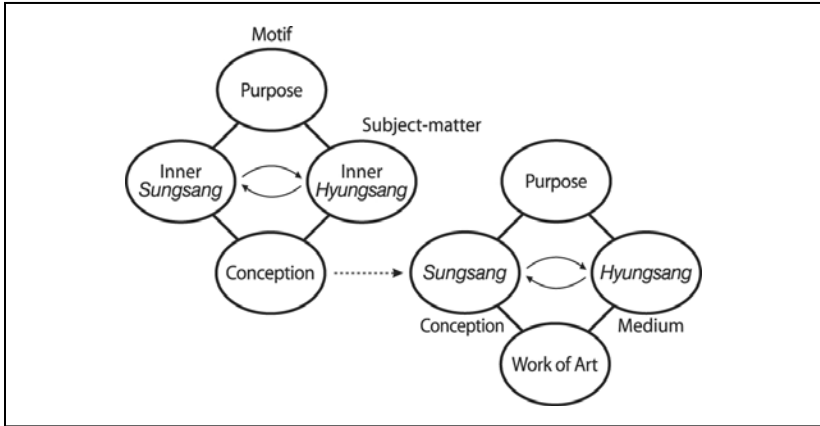 Motif
Purpose
Subject-matter
Inner
Sungsang
Inner
Hyungsang
Conception
Purpose
Sungsang
Hyungsang
Conception
Medium
Work of Art